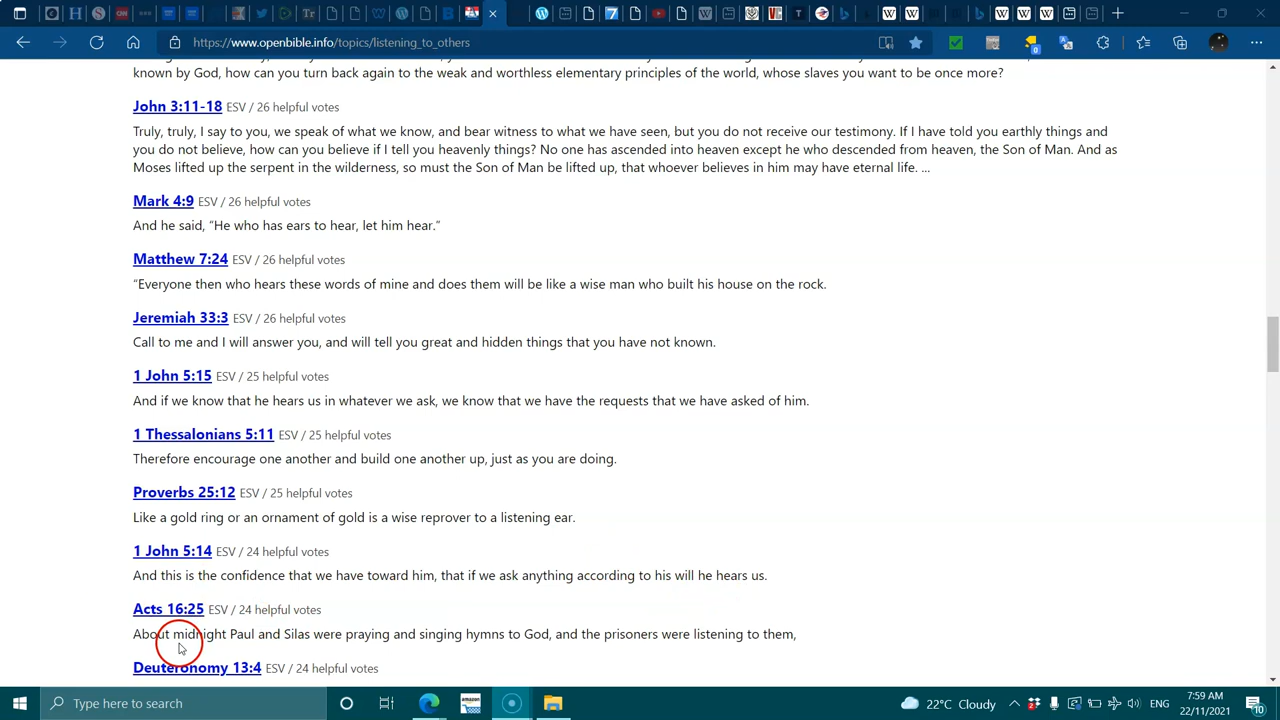 https://www.openbible.info/topics/listening_to_others
known by God, how can you turn back again to the weak and worthless elementary principles of the world, whose slaves you want to be once more?
John 3:11-18 ESV / 26 helpful votes
Truly, truly, I say to you, we speak of what we know, and bear witness to what we have seen, but you do not receive our testimony. If I have told you earthly things and
you do not believe, how can you believe if I tell you heavenly things? No one has ascended into heaven except he who descended from heaven, the Son of Man. And as
Moses lifted up the serpent in the wilderness, so must the Son of Man be lifted up, that whoever believes in him may have eternal life. ...
Mark 4:9 ESV / 26 helpful votes
And he said, “He who has ears to hear, let him hear.”
Matthew 7:24 ESV / 26 helpful votes
“Everyone then who hears these words of mine and does them will be like a wise man who built his house on the rock.
Jeremiah 33:3 ESV / 26 helpful votes
Call to me and I will answer you, and will tell you great and hidden things that you have not known.
1 John 5:15 ESV / 25 helpful votes
And if we know that he hears us in whatever we ask, we know that we have the requests that we have asked of him.
1 Thessalonians 5:11 ESV / 25 helpful votes
Therefore encourage one another and build one another up, just as you are doing.
Proverbs 25:12 ESV / 25 helpful votes
Like a gold ring or an ornament of gold is a wise reprover to a listening ear.
1 John 5:14 ESV / 24 helpful votes
And this is the confidence that we have toward him, that if we ask anything according to his will he hears us.
Acts 16:25 ESV / 24 helpful votes
About midnight Paul and Silas were praying and singing hymns to God, and the prisoners were listening to them,
Deuteronomy 13:4 ESV / 24 helpful votes
Type here to search
22°C Cloudy
ENG
7:59 AM
22/11/2021
10